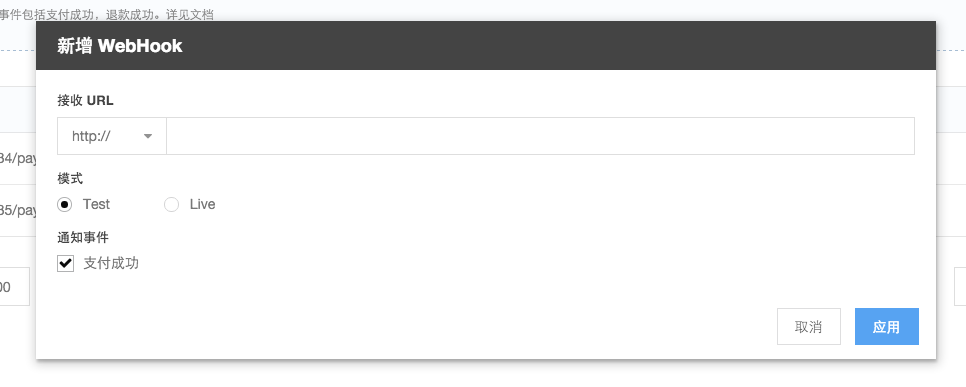 事件包括支付成功，退款成功。详见文档
新增 WebHook
接收 URL
http://
34/pay
模式
Test Live
35/pay
通知事件
支付成功
00
取消 应用